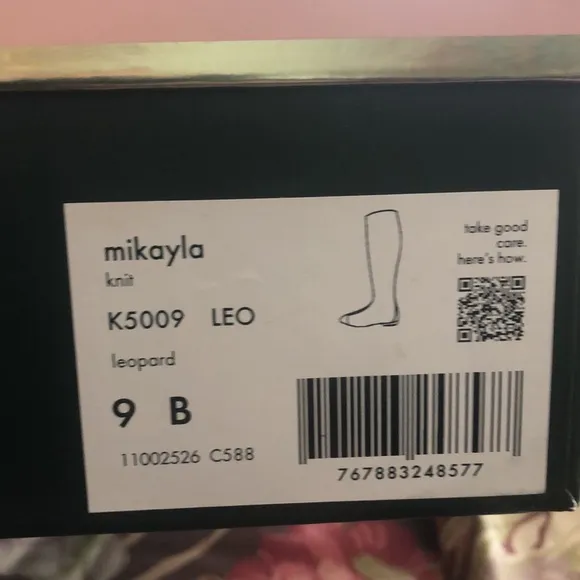 mikayla
knit
K5009 LEO
leopard
9 B
11002526 C588
take good
care.
here's how.
767883248577